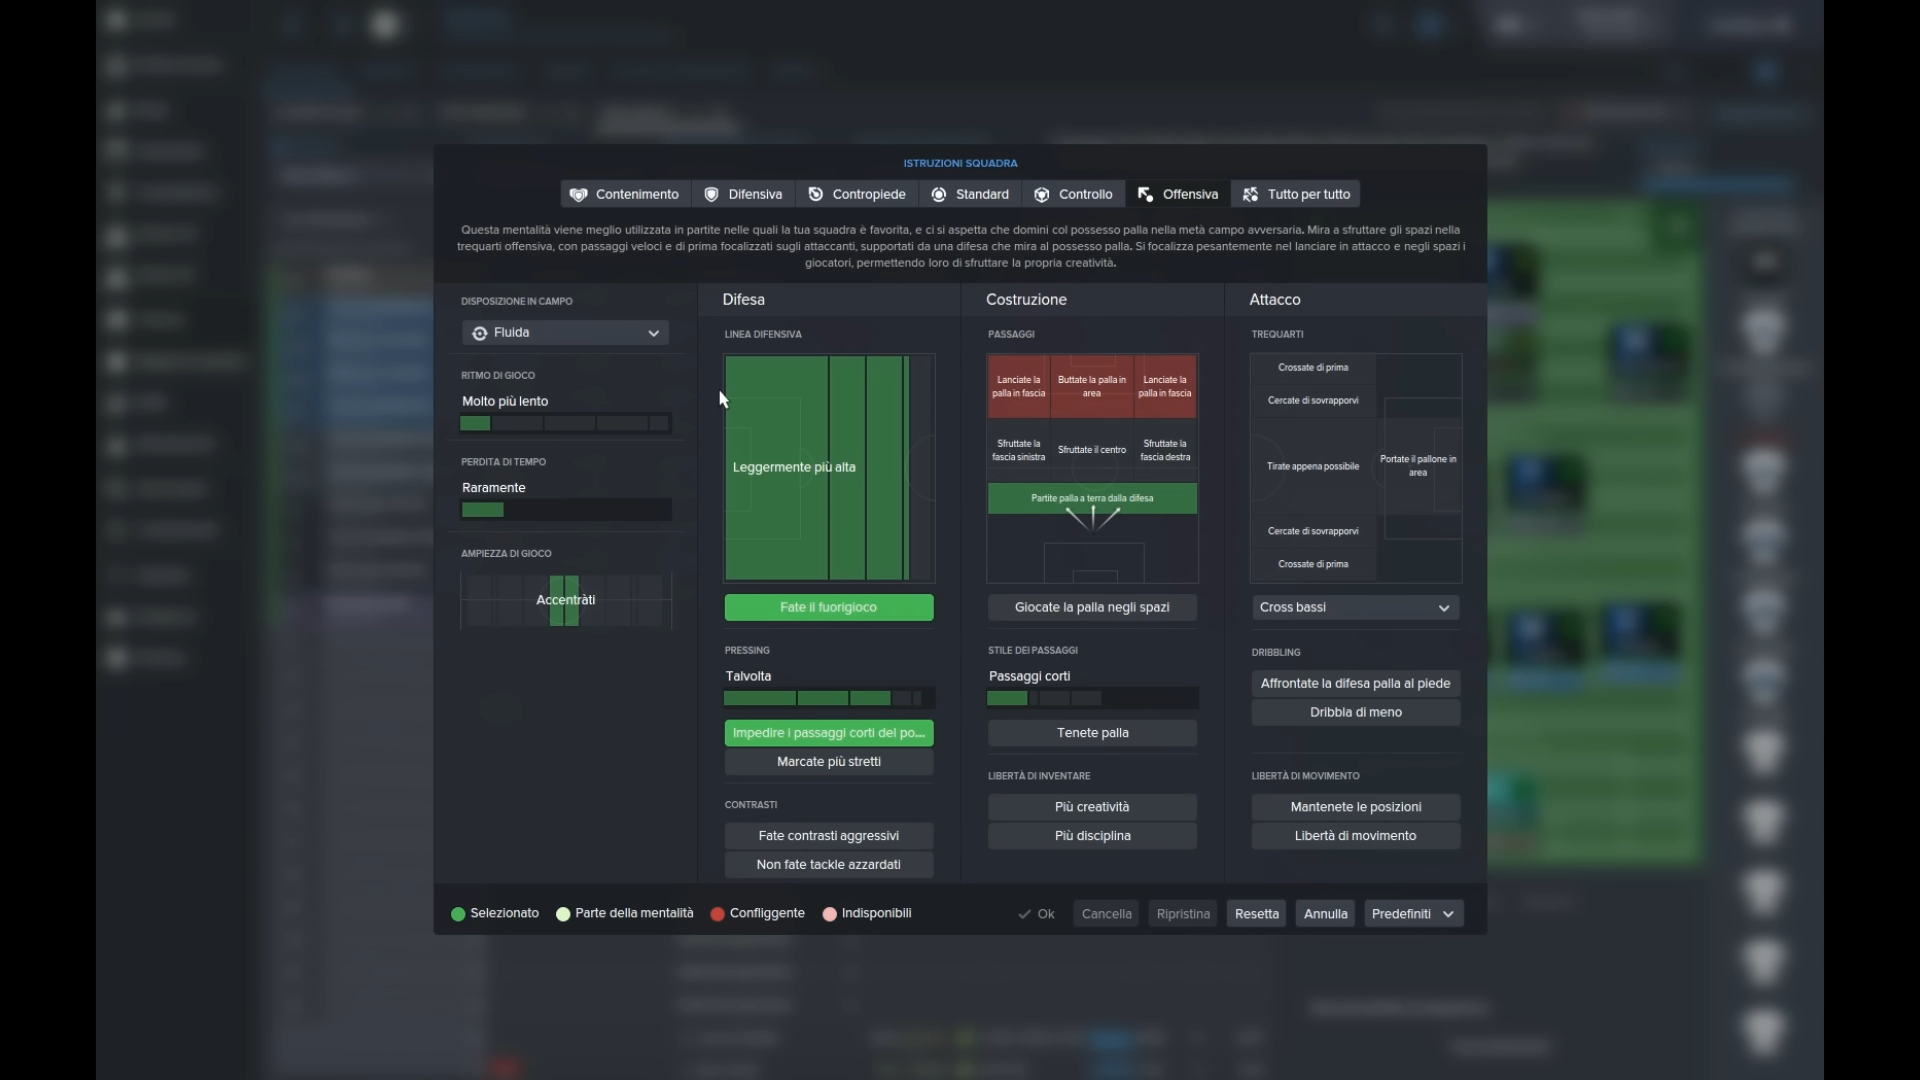 ISTRUZIONI SQUADRA
Contenimento
Difensiva
Contropiede
Standard
Controllo
Offensiva
Tutto per tutto
Questa mentalità viene meglio utilizzata in partite nelle quali la tua squadra è favorita, e ci si aspetta che domini col possesso palla nella metà campo avversaria. Mira a sfruttare gli spazi nella
trequarti offensiva, con passaggi veloci e di prima focalizzati sugli attaccanti, supportati da una difesa che mira al possesso palla. Si focalizza pesantemente nel lanciare in attacco e negli spazi i
giocatori, permettendo loro di sfruttare la propria creatività.
DISPOSIZIONE IN CAMPO
Fluida
RITMO DI GIOCO
Molto più lento
PERDITA DI TEMPO
Raramente
AMPIEZZA DI GIOCO
Accentràti
Difesa
LINEA DIFENSIVA
Leggermente più alta
Fate il fuorigioco
PRESSING
Talvolta
Impedire i passaggi corti del po...
Marcate più stretti
CONTRASTI
Fate contrasti aggressivi
Non fate tackle azzardati
Costruzione
PASSAGGI
Lanciate la
palla in fascia
Buttate la palla in
area
Lanciate la
palla in fascia
Sfruttate la
fascia sinistra
Sfruttate il centro
Sfruttate la
fascia destra
Partite palla a terra dalla difesa
Giocate la palla negli spazi
STILE DEI PASSAGGI
Passaggi corti
Tenete palla
LIBERTÀ DI INVENTARE
Più creatività
Più disciplina
Attacco
TREQUARTI
Crossate di prima
Cercate di sovrapporvi
Tirate appena possibile
Portate il pallone in
area
Cercate di sovrapporvi
Crossate di prima
Cross bassi
DRIBBLING
Affrontate la difesa palla al piede
Dribbla di meno
LIBERTÀ DI MOVIMENTO
Mantenete le posizioni
Libertà di movimento
Selezionato
Parte della mentalità
Confliggente
Indisponibili
Ok
Cancella
Ripristina
Resetta
Annulla
Predefiniti